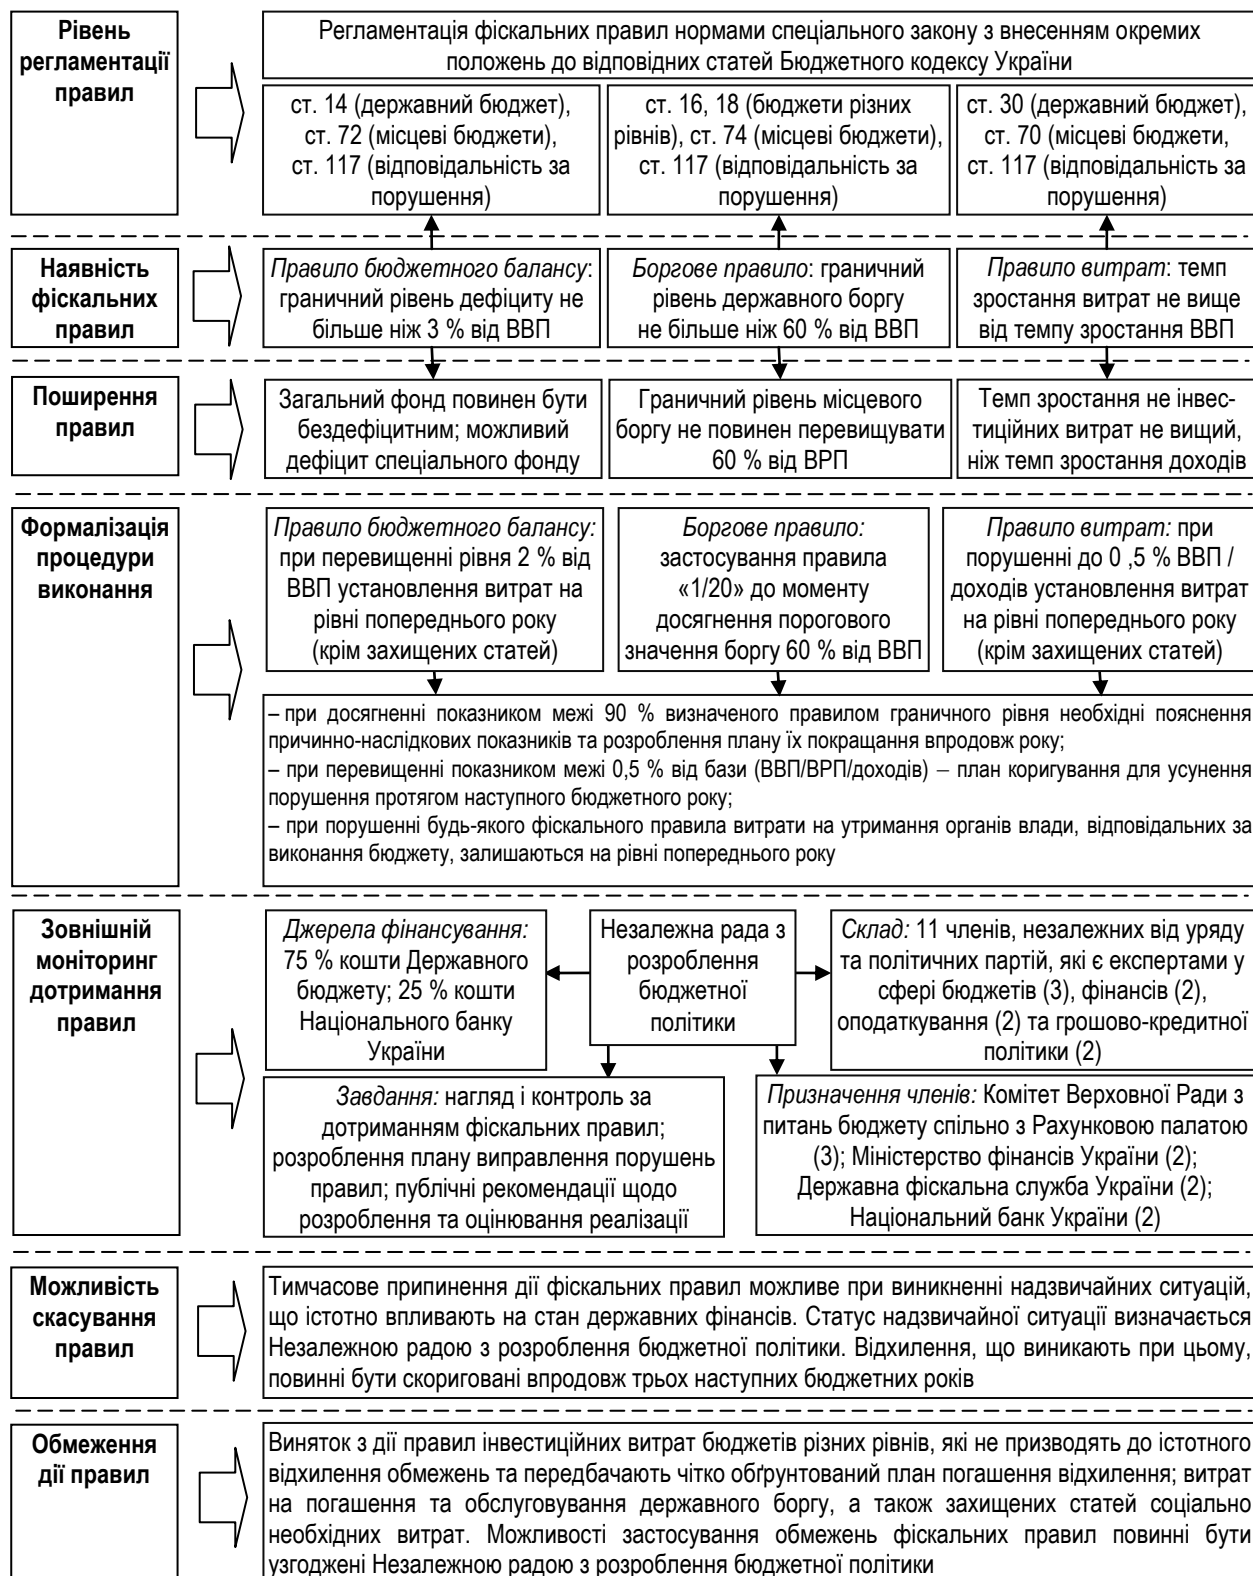 Рівень
регламентації
правил
Регламентація фіскальних правил нормами спеціального закону з внесенням окремих
положень до відповідних статей Бюджетного кодексу України
ст. 14 (державний бюджет),
ст. 72 (місцеві бюджети),
ст. 117 (відповідальність за
порушення)
ст. 16, 18 (бюджети різних
рівнів), ст. 74 (місцеві бюджети),
ст. 117 (відповідальність за
порушення)
ст. 30 (державний бюджет),
ст. 70 (місцеві бюджети,
ст. 117 (відповідальність за
порушення)
Наявність
фіскальних
правил
Правило бюджетного балансу:
граничний рівень дефіциту не
більше ніж 3 % від ВВП
Боргове правило: граничний
рівень державного боргу
не більше ніж 60 % від ВВП
Правило витрат: темп
зростання витрат не вище
від темпу зростання ВВП
Поширення
правил
Загальний фонд повинен бути
бездефіцитним; можливий
дефіцит спеціального фонду
Граничний рівень місцевого
боргу не повинен перевищувати
60 % від ВРП
Темп зростання не інвес-
тиційних витрат не вищий,
ніж темп зростання доходів
Формалізація
процедури
виконання
Правило бюджетного балансу:
при перевищенні рівня 2 % від
ВВП установлення витрат на
рівні попереднього року
(крім захищених статей)
Боргове правило:
застосування правила
«1/20» до моменту
досягнення порогового
значення боргу 60 % від ВВП
Правило витрат: при
порушенні до 0 ,5 % ВВП /
доходів установлення витрат
на рівні попереднього року
(крім захищених статей)
– при досягненні показником межі 90 % визначеного правилом граничного рівня необхідні пояснення
причинно-наслідкових показників та розроблення плану їх покращання впродовж року;
– при перевищенні показником межі 0,5 % від бази (ВВП/ВРП/доходів) – план коригування для усунення
порушення протягом наступного бюджетного року;
– при порушенні будь-якого фіскального правила витрати на утримання органів влади, відповідальних за
виконання бюджету, залишаються на рівні попереднього року
Зовнішній
моніторинг
дотримання
правил
Джерела фінансування:
75 % кошти Державного
бюджету; 25 % кошти
Національного банку
України
Незалежна рада з
розроблення
бюджетної
політики
Склад: 11 членів, незалежних від уряду
та політичних партій, які є експертами у
сфері бюджетів (3), фінансів (2),
оподаткування (2) та грошово-кредитної
політики (2)
Завдання: нагляд і контроль за
дотриманням фіскальних правил;
розроблення плану виправлення порушень
правил; публічні рекомендації щодо
розроблення та оцінювання реалізації
Призначення членів: Комітет Верховної Ради з
питань бюджету спільно з Рахунковою палатою
(3); Міністерство фінансів України (2);
Державна фіскальна служба України (2);
Національний банк України (2)
Можливість
скасування
правил
Тимчасове припинення дії фіскальних правил можливе при виникненні надзвичайних ситуацій,
що істотно впливають на стан державних фінансів. Статус надзвичайної ситуації визначається
Незалежною радою з розроблення бюджетної політики. Відхилення, що виникають при цьому,
повинні бути скориговані впродовж трьох наступних бюджетних років
Обмеження
дії правил
Виняток з дії правил інвестиційних витрат бюджетів різних рівнів, які не призводять до істотного
відхилення обмежень та передбачають чітко обґрунтований план погашення відхилення; витрат
на погашення та обслуговування державного боргу, а також захищених статей соціально
необхідних витрат. Можливості застосування обмежень фіскальних правил повинні бути
узгоджені Незалежною радою з розроблення бюджетної політики